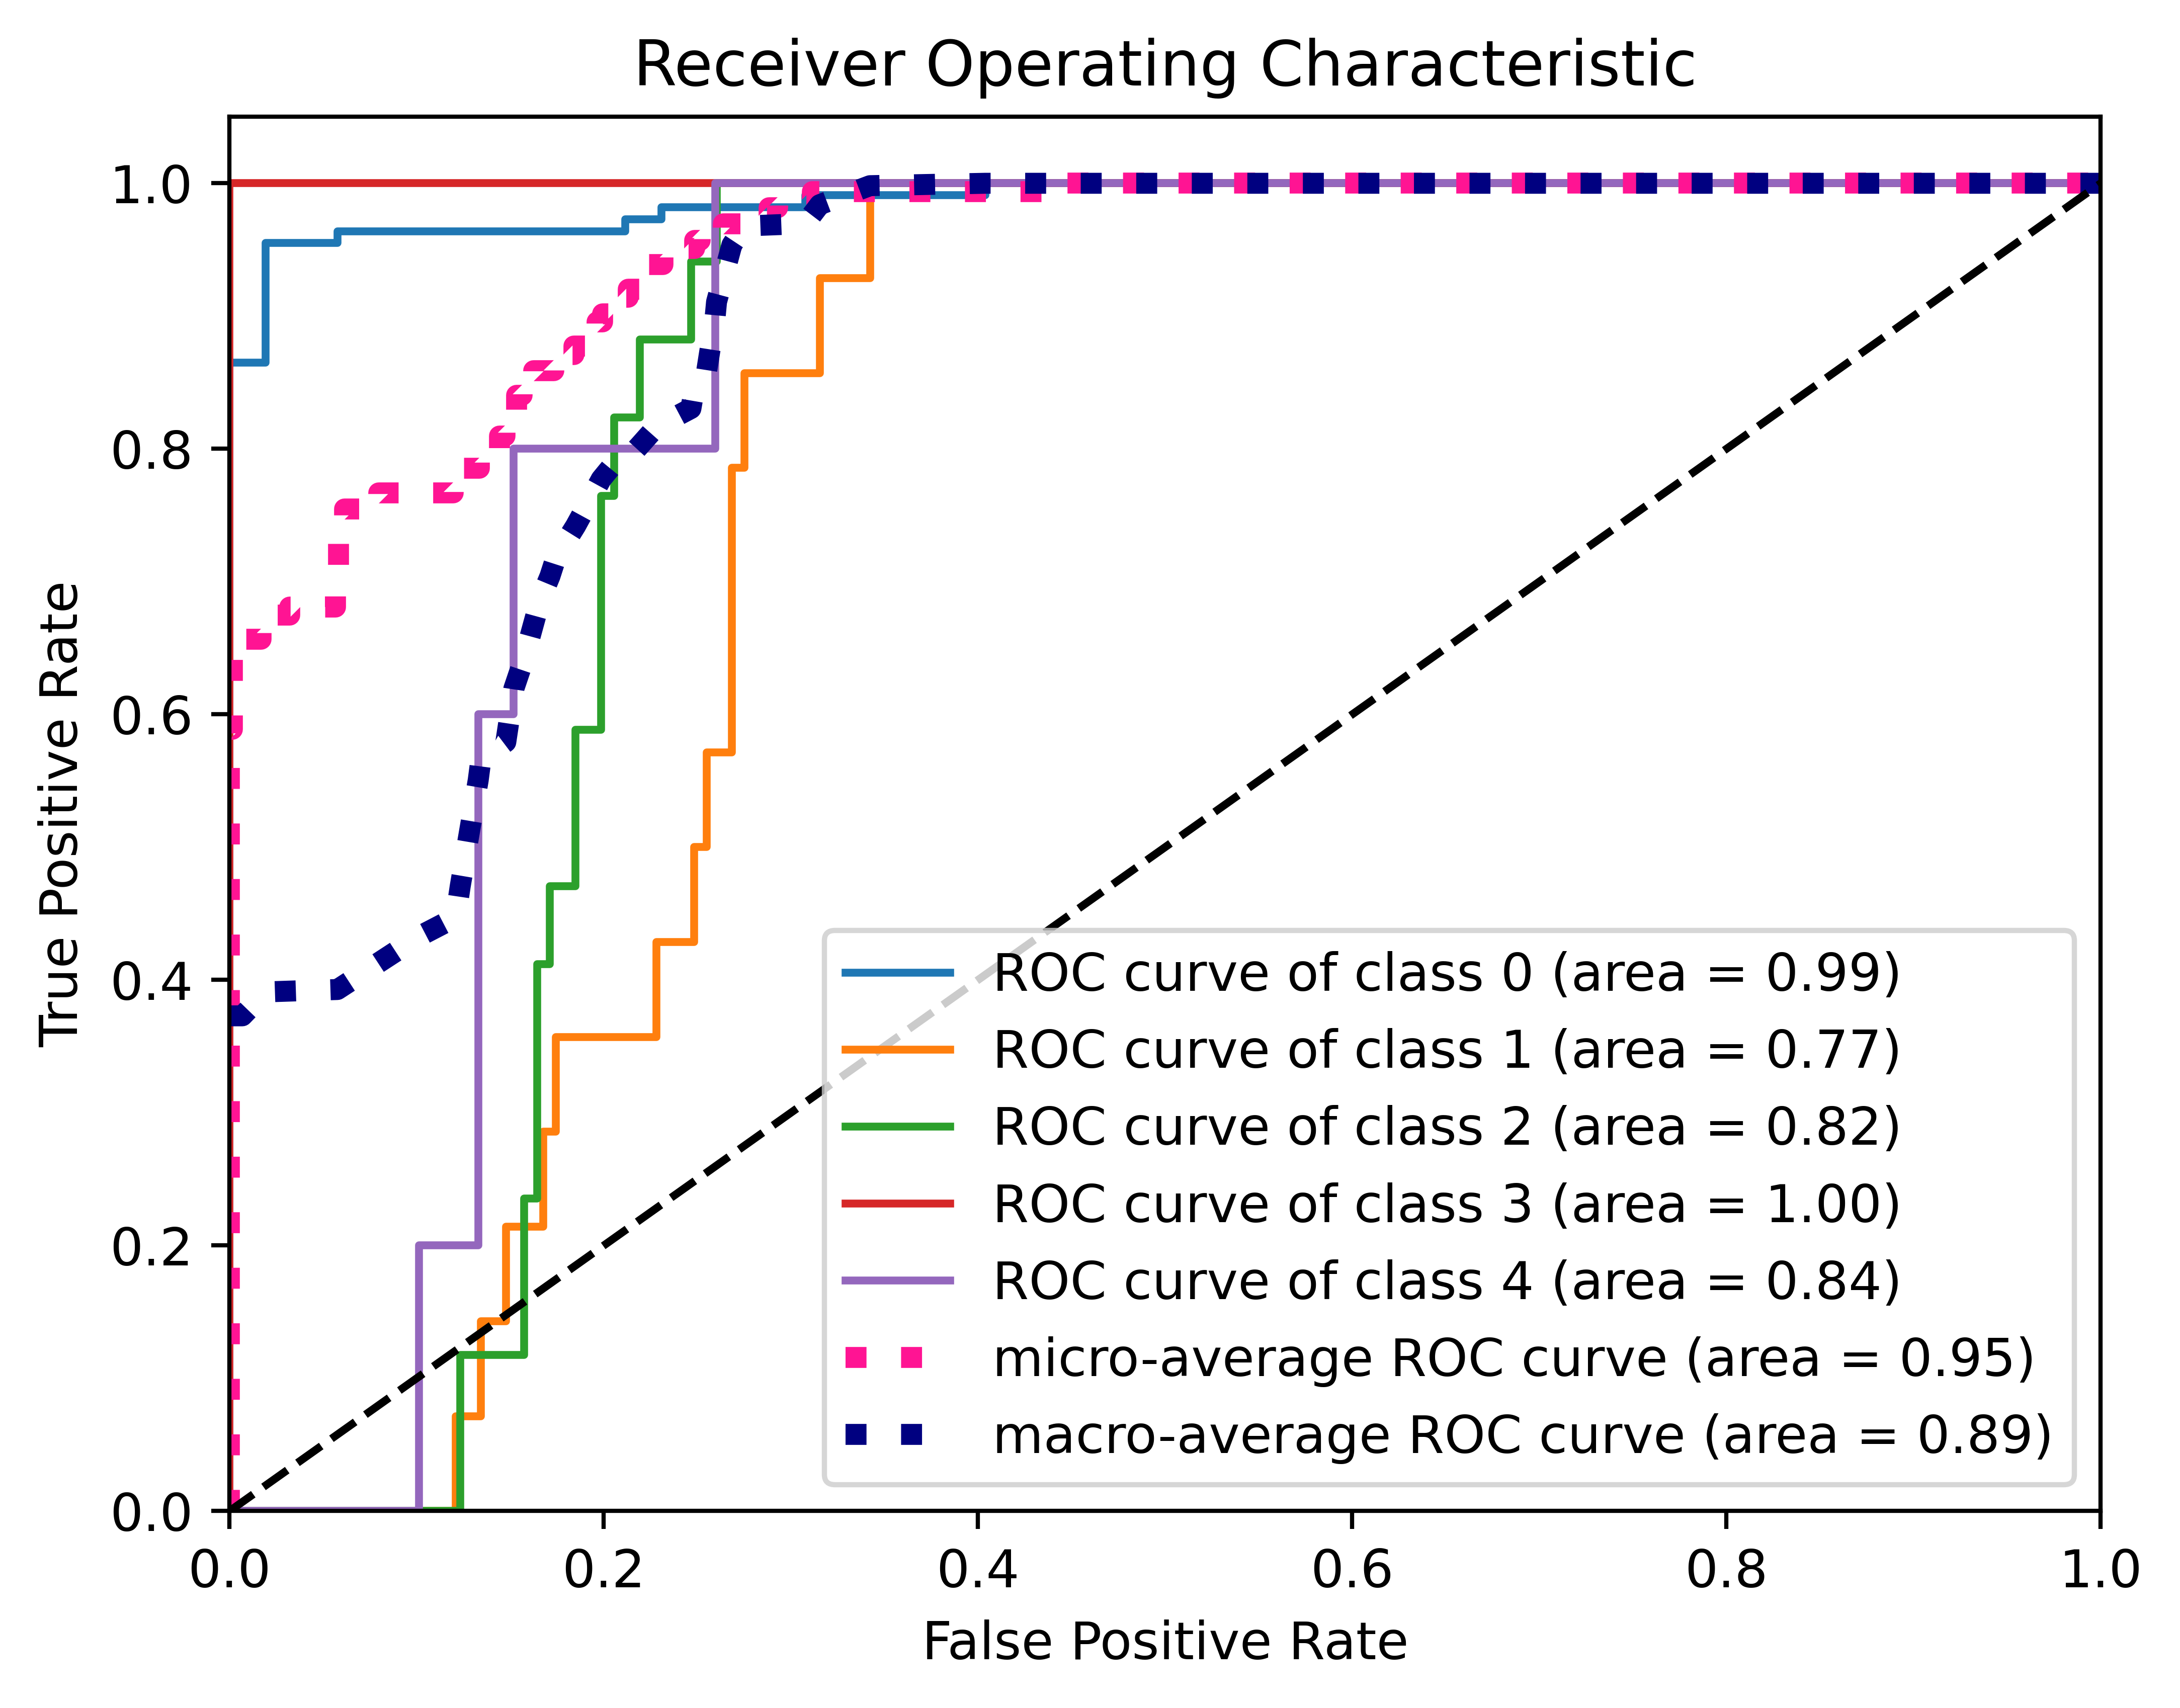 Receiver Operating Characteristic
1.0
0.8
0.6
0.4
0.2
0.0
True Positive Rate
ROC curve of class 0 (area = 0.99)
ROC curve of class 1 (area = 0.77)
ROC curve of class 2 (area = 0.82)
ROC curve of class 3 (area = 1.00)
ROC curve of class 4 (area = 0.84)
micro-average ROC curve (area = 0.95)
macro-average ROC curve (area = 0.89)
0.0 0.2 0.4 0.6 0.8 1.0
False Positive Rate